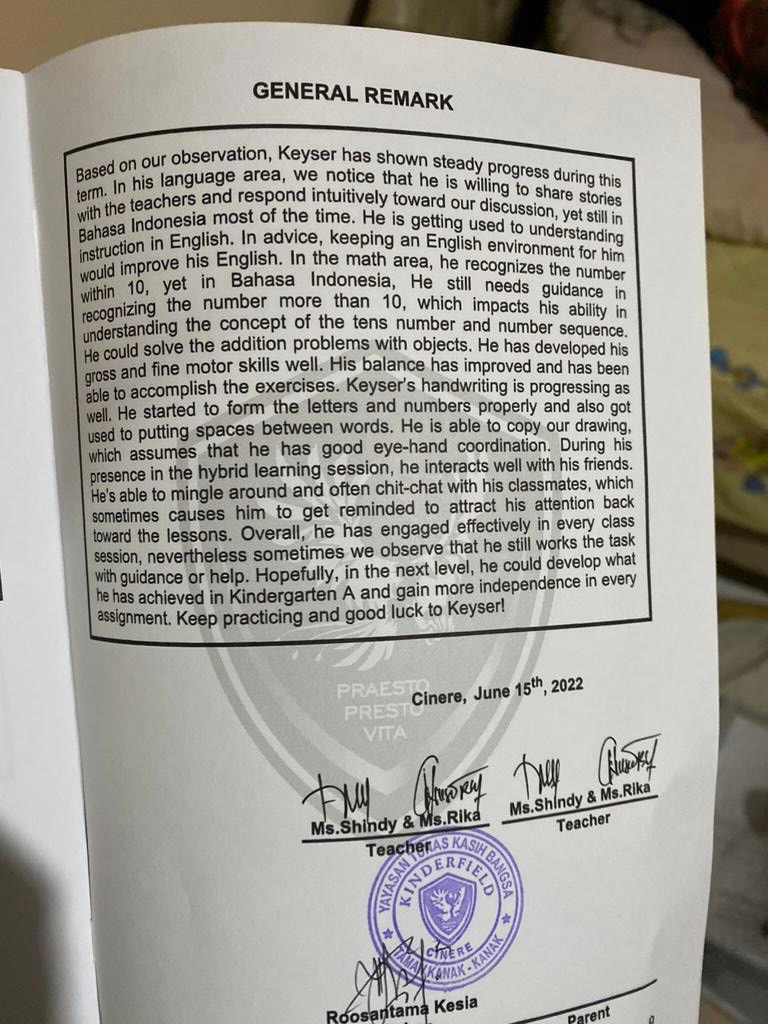 GENERAL REMARK
Based on our observation, Keyser has shown steady progress during this
term. In his language area, we notice that he is willing to share stories
with the teachers and respond intuitively toward our discussion, yet still in
Bahasa Indonesia most of the time. He is getting used to understanding
instruction in English. In advice, keeping an English environment for him
would improve his English. In the math area, he recognizes the number
within 10, yet in Bahasa Indonesia, He still needs guidance in
recognizing the number more than 10, which impacts his ability in
understanding the concept of the tens number and number sequence.
He could solve the addition problems with objects. He has developed his
gross and fine motor skills well. His balance has improved and has been
able to accomplish the exercises. Keyser's handwriting is progressing as
well. He started to form the letters and numbers properly and also got
used to putting spaces between words. He is able to copy our drawing,
which assumes that he has good eye-hand coordination. During his
presence in the hybrid learning session, he interacts well with his friends.
He's able to mingle around and often chit-chat with his classmates, which
sometimes causes him to get reminded to attract his attention back
toward the lessons. Overall, he has engaged effectively in every class
session, nevertheless sometimes we observe that he still works the task
with guidance or help. Hopefully, in the next level, he could develop what
he has achieved in Kindergarten A and gain more independence in every
assignment. Keep practicing and good luck to Keyser!
PRAESTO
PRESTO
VITA
Cinere, June 15th, 2022
Ms.Shindy & Ms.Rika
Teacher
Ms.Shindy & Ms.Rika
Teacher
YAYASAN TUNAS KASIH BANGSA
KINDERFIELD
CINERE
TAMAN KANAK - KANAK
Roosantama Kesia
Parent